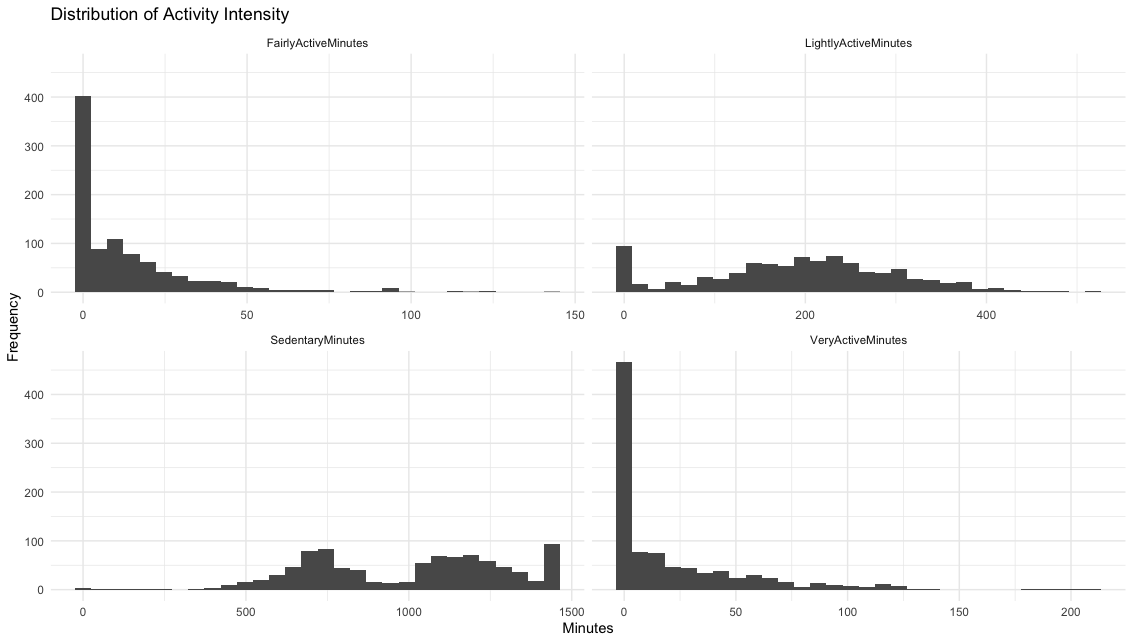 Distribution of Activity Intensity
FairlyActiveMinutes
LightlyActiveMinutes
400
300
200
100
0
0 50 100 150
0 200 400
Frequency
SedentaryMinutes
VeryActiveMinutes
400
300
200
100
0
0 500 1000 1500
0 50 100 150 200
Minutes